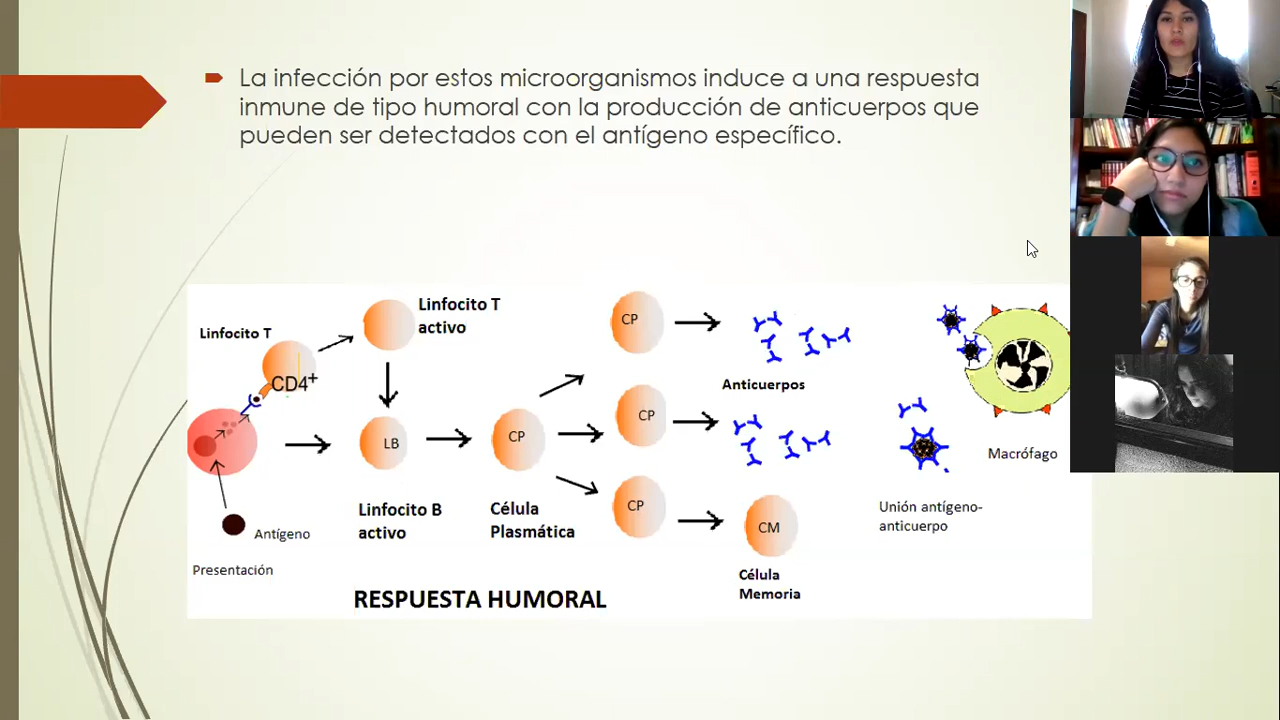 La infección por estos microorganismos induce a una respuesta
inmune de tipo humoral con la producción de anticuerpos que
pueden ser detectados con el antígeno específico.
Linfocito T
CD4+
Linfocito T
activo
LB
Linfocito B
activo
CP
Célula
Plasmática
CP
CP
CP
Anticuerpos
CM
Célula
Memoria
Antígeno
Presentación
Unión antígeno-
anticuerpo
Macrófago
RESPUESTA HUMORAL